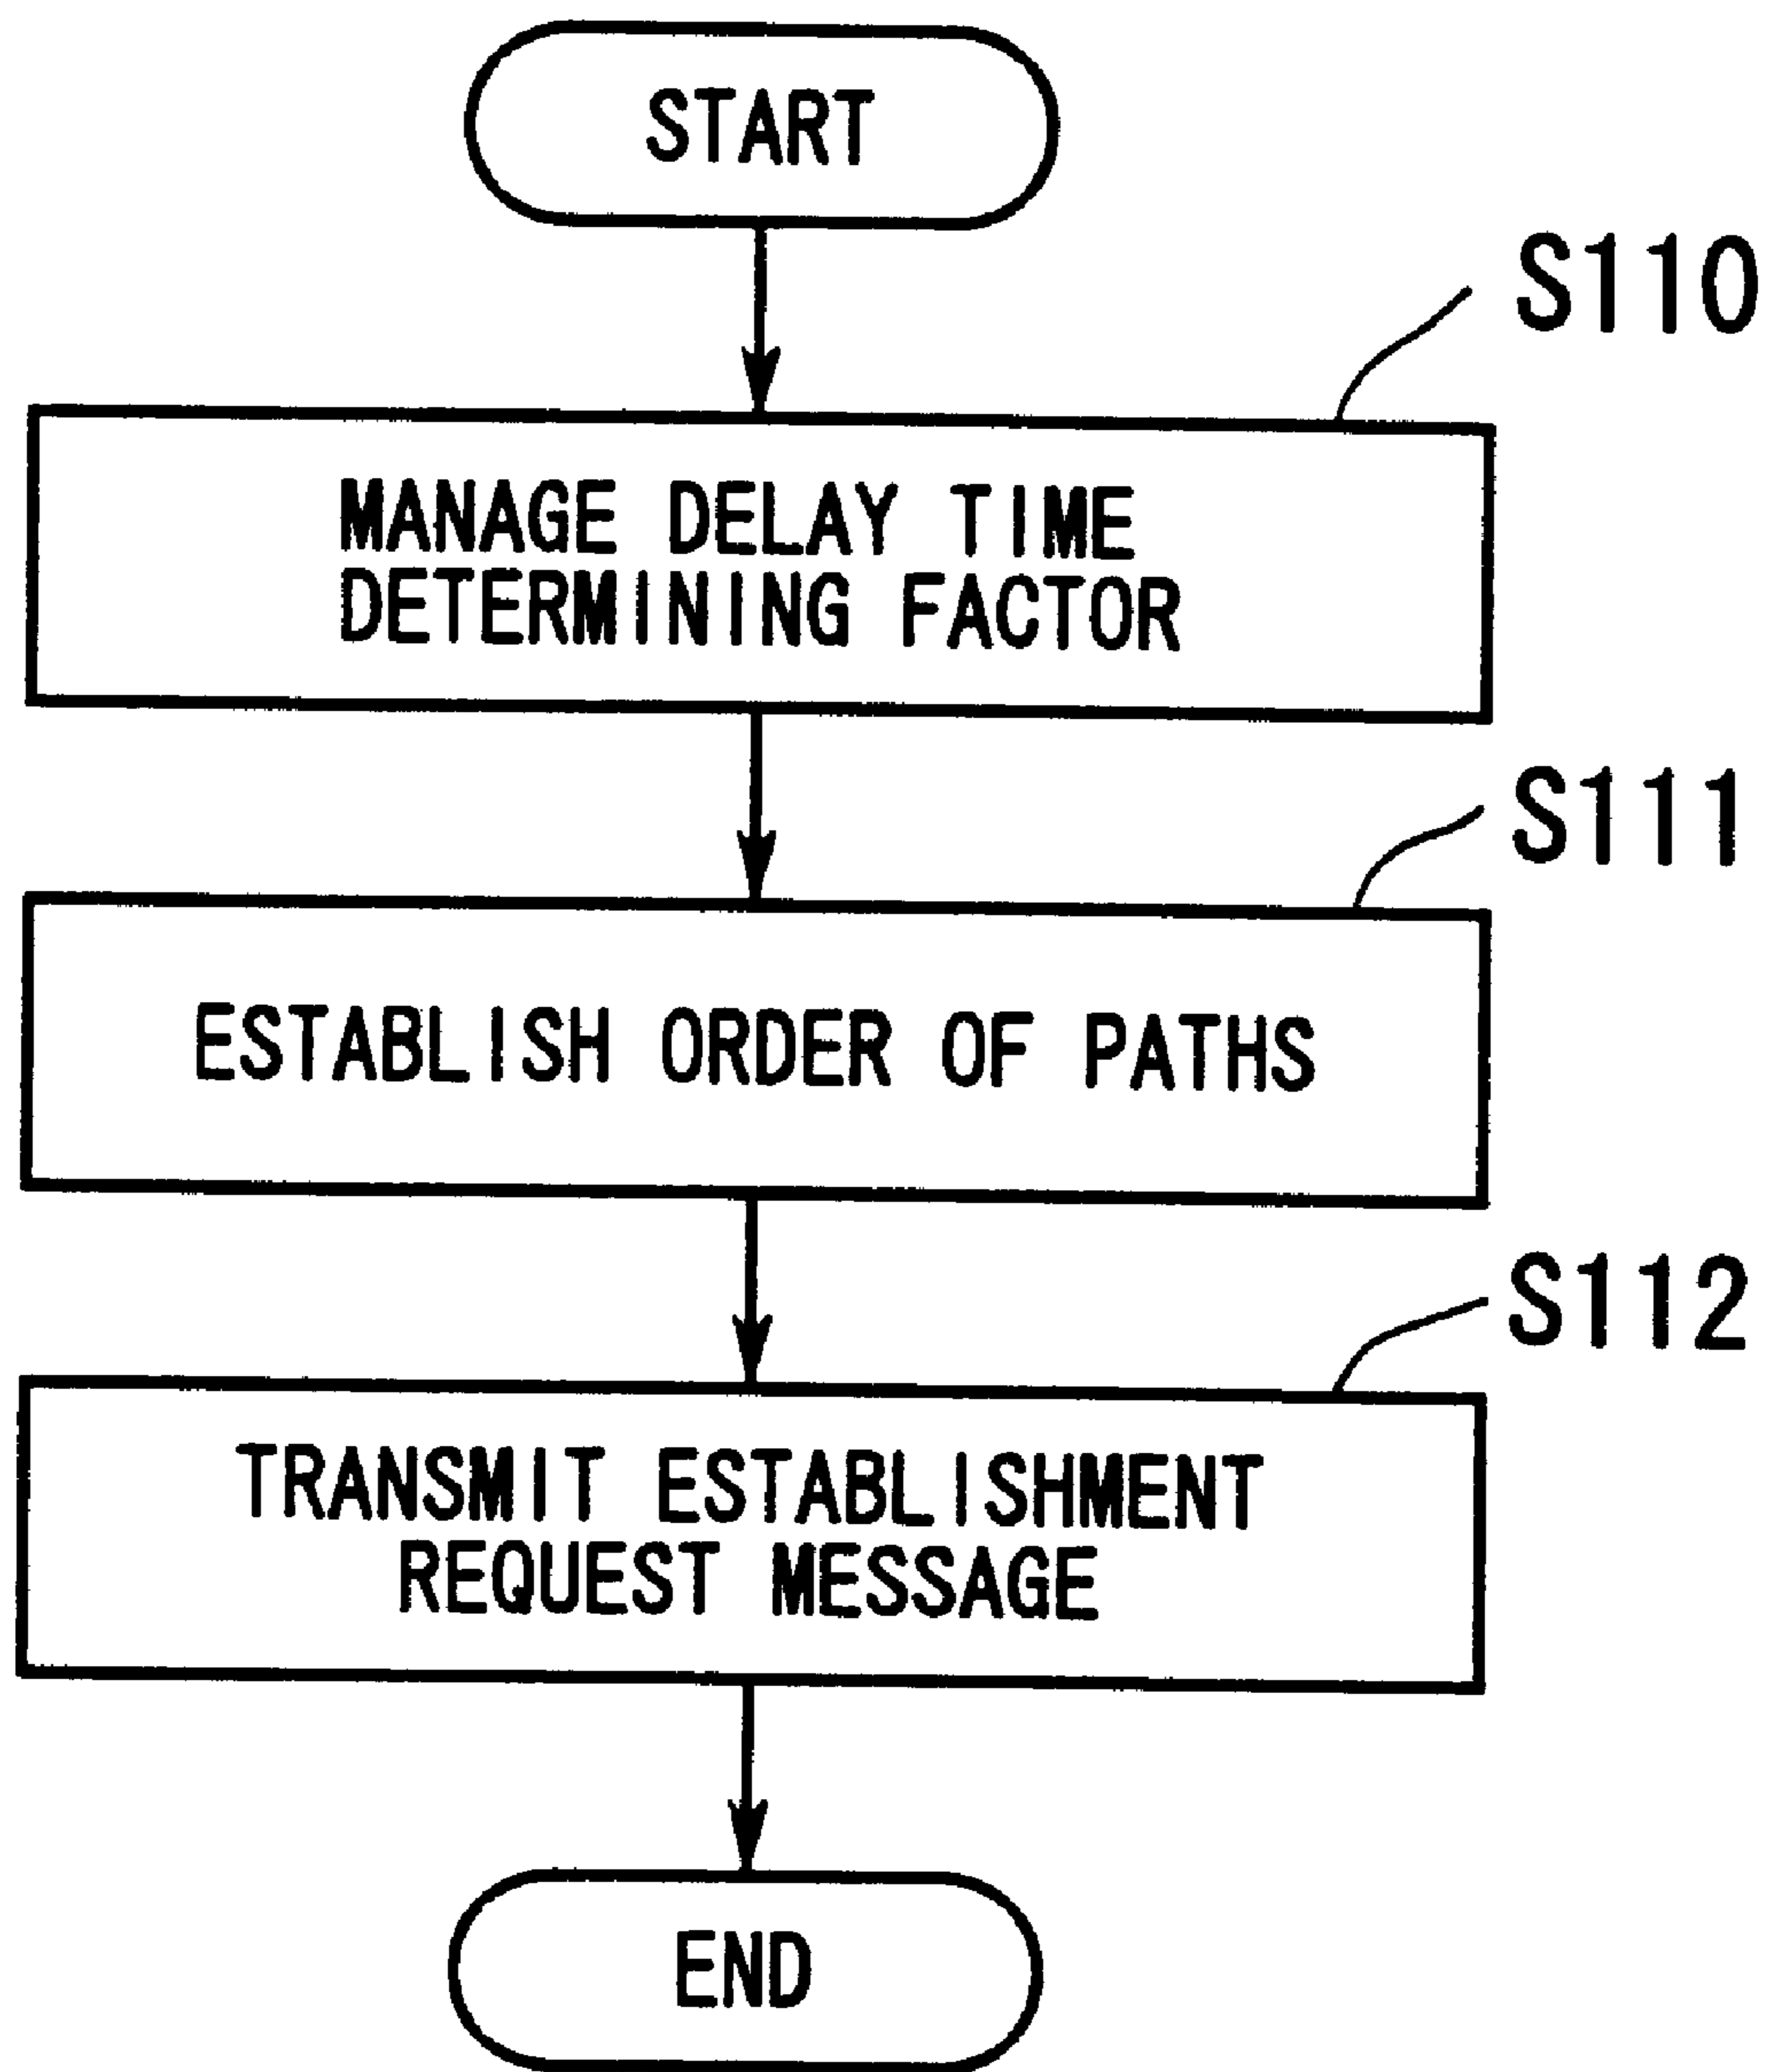 START
S110
MANAGE DELAY TIME
DETERMINING FACTOR
S111
ESTABLISH ORDER OF PATHS
S112
TRANSMIT ESTABLISHMENT
REQUEST MESSAGE
END